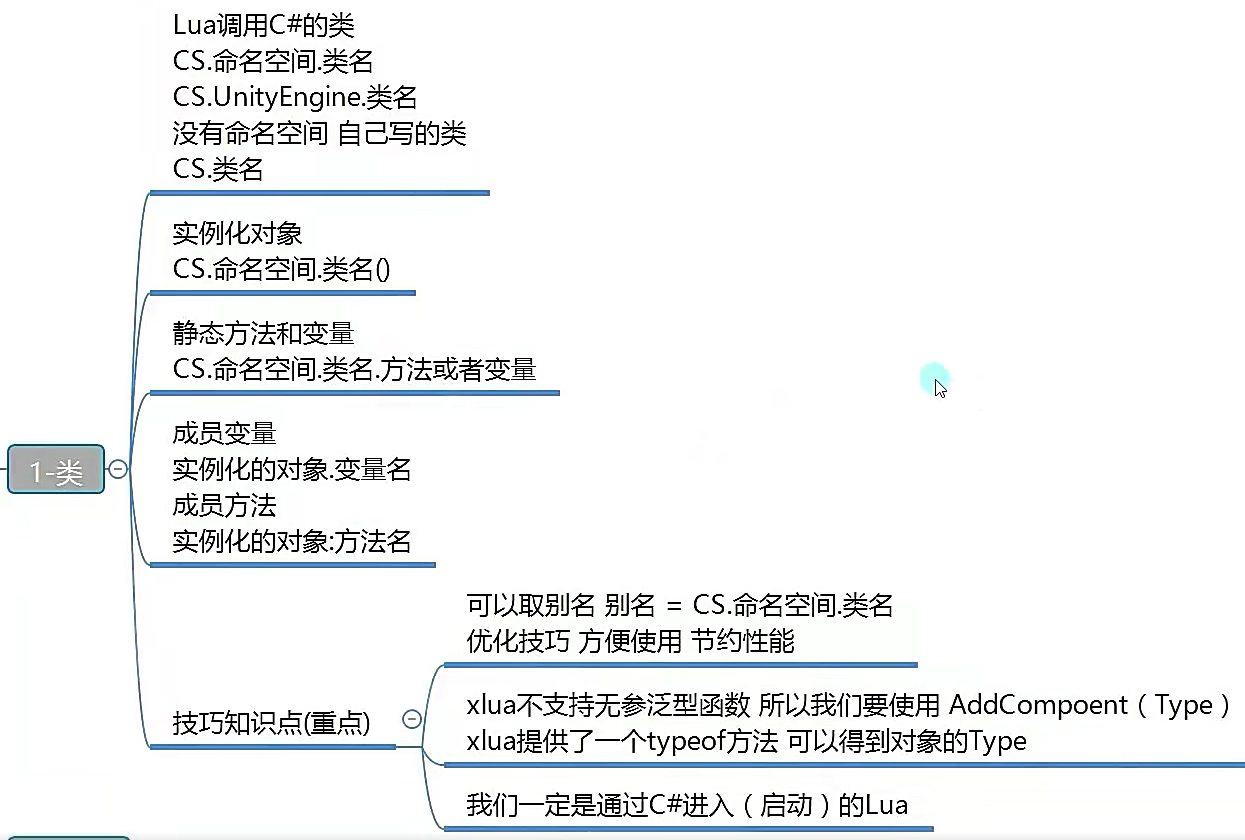 Lua调用C#的类
CS.命名空间.类名
CS.UnityEngine.类名
没有命名空间 自己写的类
CS.类名
实例化对象
CS.命名空间.类名()
静态方法和变量
CS.命名空间.类名.方法或者变量
成员变量
实例化的对象.变量名
成员方法
实例化的对象:方法名
1-类
可以取别名 别名 = CS.命名空间.类名
优化技巧 方便使用 节约性能
技巧知识点(重点)
xlua不支持无参泛型函数 所以我们要使用 AddCompoent（Type）
xlua提供了一个typeof方法 可以得到对象的Type
我们一定是通过C#进入（启动）的Lua